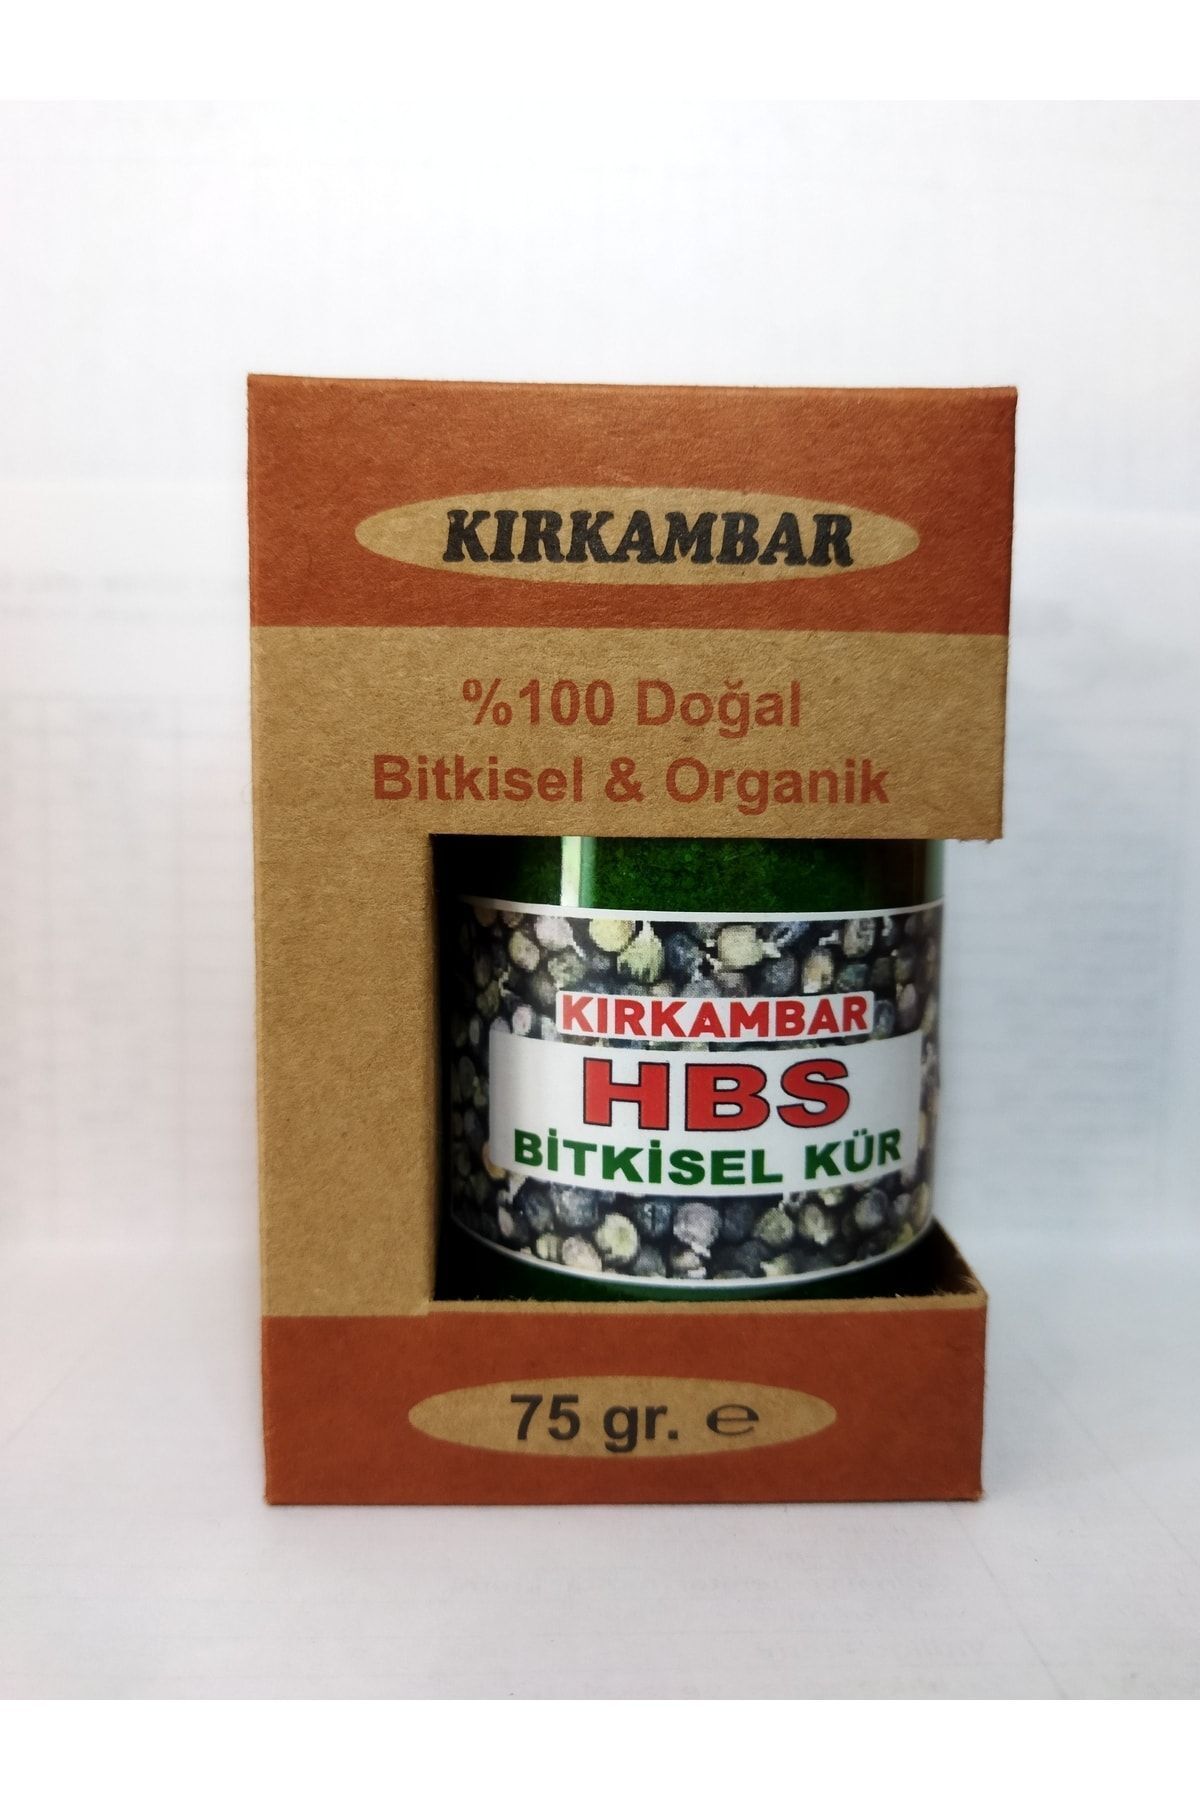 KIRKAMBAR
%100 Doğal
Bitkisel & Organik
KIRKAMBAR
HBS
BİTKİSEL KÜR
75 gr. ℮